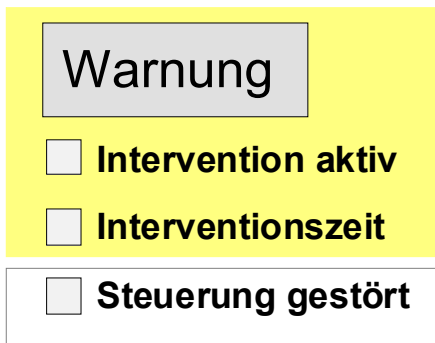 Warnung
Intervention aktiv
Interventionszeit
Steuerung gestört